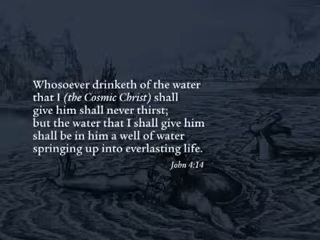 Whosoever drinketh of the water
that I (the Cosmic Christ) shall
give him shall never thirst;
but the water that I shall give him
shall be in him a well of water
springing up into everlasting life.
John 4:14